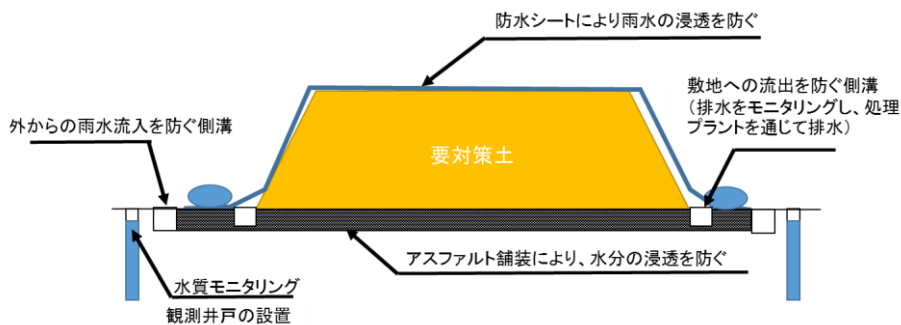 防水シートにより雨水の浸透を防ぐ
敷地への流出を防ぐ側溝
（排水をモニタリングし、処理
プラントを通じて排水）
外からの雨水流入を防ぐ側溝
要対策土
アスファルト舗装により、水分の浸透を防ぐ
水質モニタリング
観測井戸の設置